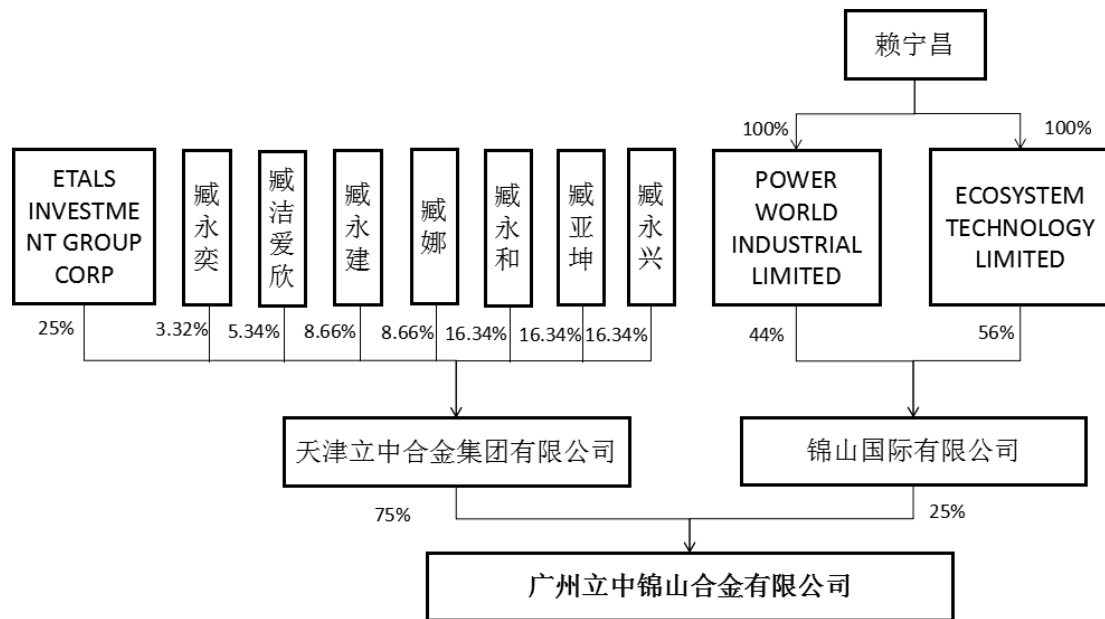 赖宁昌
100%
100%
ETALS
INVESTME
NT GROUP
CORP
臧永奕
臧洁爱欣
臧永建
臧娜
臧永和
臧亚坤
臧永兴
POWER
WORLD
INDUSTRIAL
LIMITED
ECOSYSTEM
TECHNOLOGY
LIMITED
25%
3.32%
5.34%
8.66%
8.66%
16.34%
16.34%
16.34%
44%
56%
天津立中合金集团有限公司
锦山国际有限公司
75%
25%
广州立中锦山合金有限公司